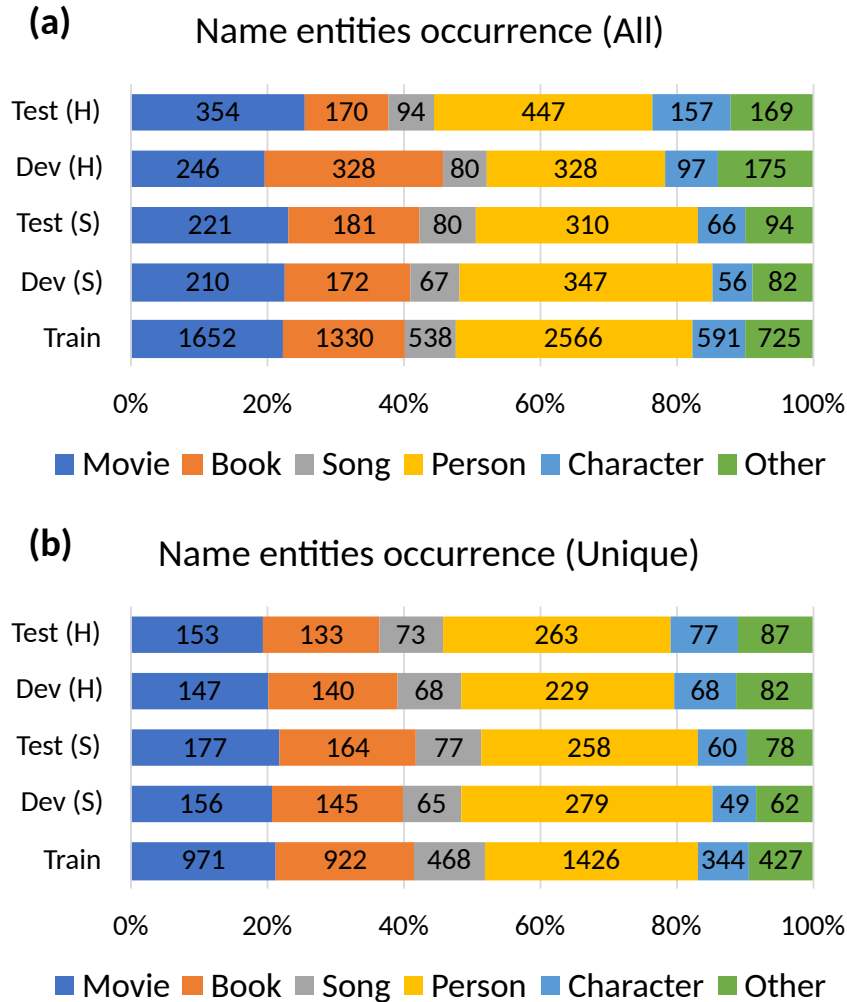 (a)
Name entities occurrence (All)
Test (H) 354 170 94 447 157 169
Dev (H) 246 328 80 328 97 175
Test (S) 221 181 80 310 66 94
Dev (S) 210 172 67 347 56 82
Train 1652 1330 538 2566 591 725
0% 20% 40% 60% 80% 100%
Movie Book Song Person Character Other
(b)
Name entities occurrence (Unique)
Test (H) 153 133 73 263 77 87
Dev (H) 147 140 68 229 68 82
Test (S) 177 164 77 258 60 78
Dev (S) 156 145 65 279 49 62
Train 971 922 468 1426 344 427
0% 20% 40% 60% 80% 100%
Movie Book Song Person Character Other